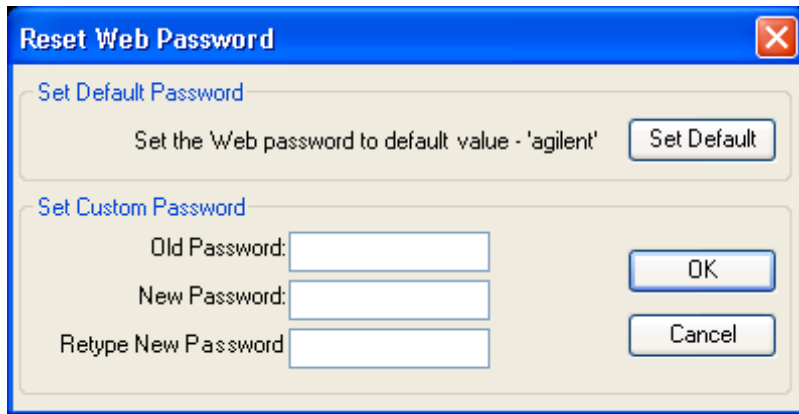 Reset Web Password
Set Default Password
Set the Web password to default value - 'agilent'
Set Default
Set Custom Password
Old Password:
OK
New Password:
Cancel
Retype New Password